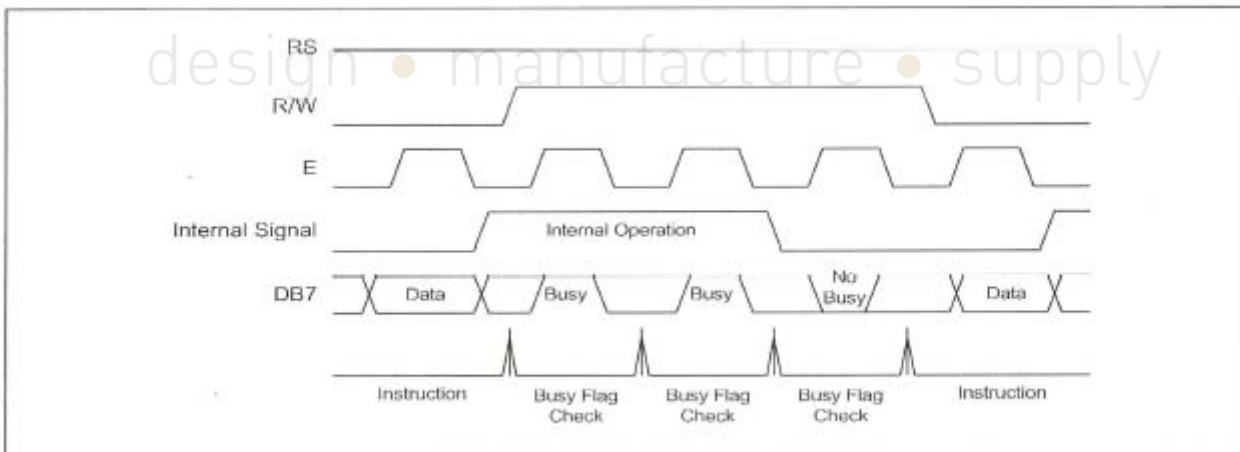 RS
design • manufacture • supply
R/W
E
Internal Signal
Internal Operation
DB7
Data
Busy
Busy
No
Busy
Data
Instruction
Busy Flag
Check
Busy Flag
Check
Busy Flag
Check
Instruction